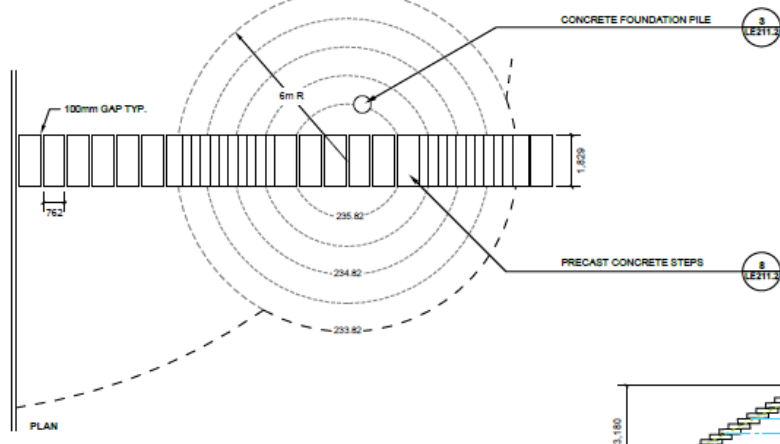 CONCRETE FOUNDATION PILE
3
LE211.2
6m R
100mm GAP TYP.
1,829
762
235.82
PRECAST CONCRETE STEPS
8
LE211.2
234.82
233.82
3,180
PLAN